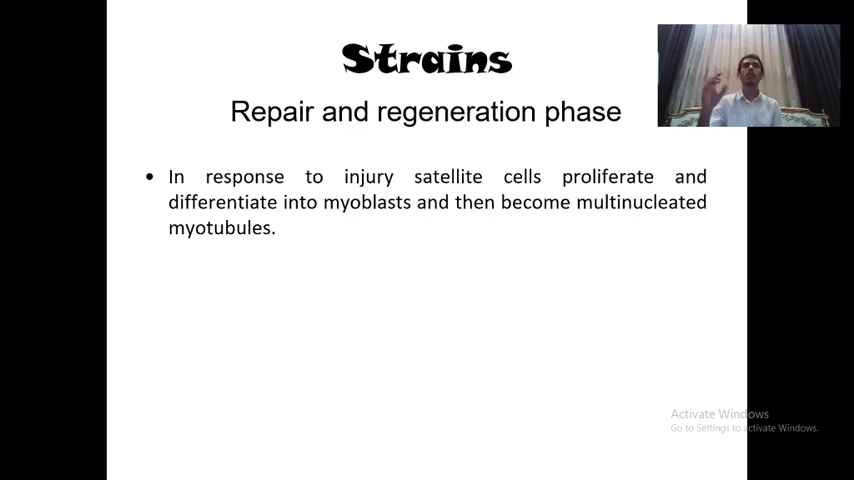 Strains
Repair and regeneration phase
• In response to injury satellite cells proliferate and
differentiate into myoblasts and then become multinucleated
myotubules.
Activate Windows
Go to Settings to activate Windows.